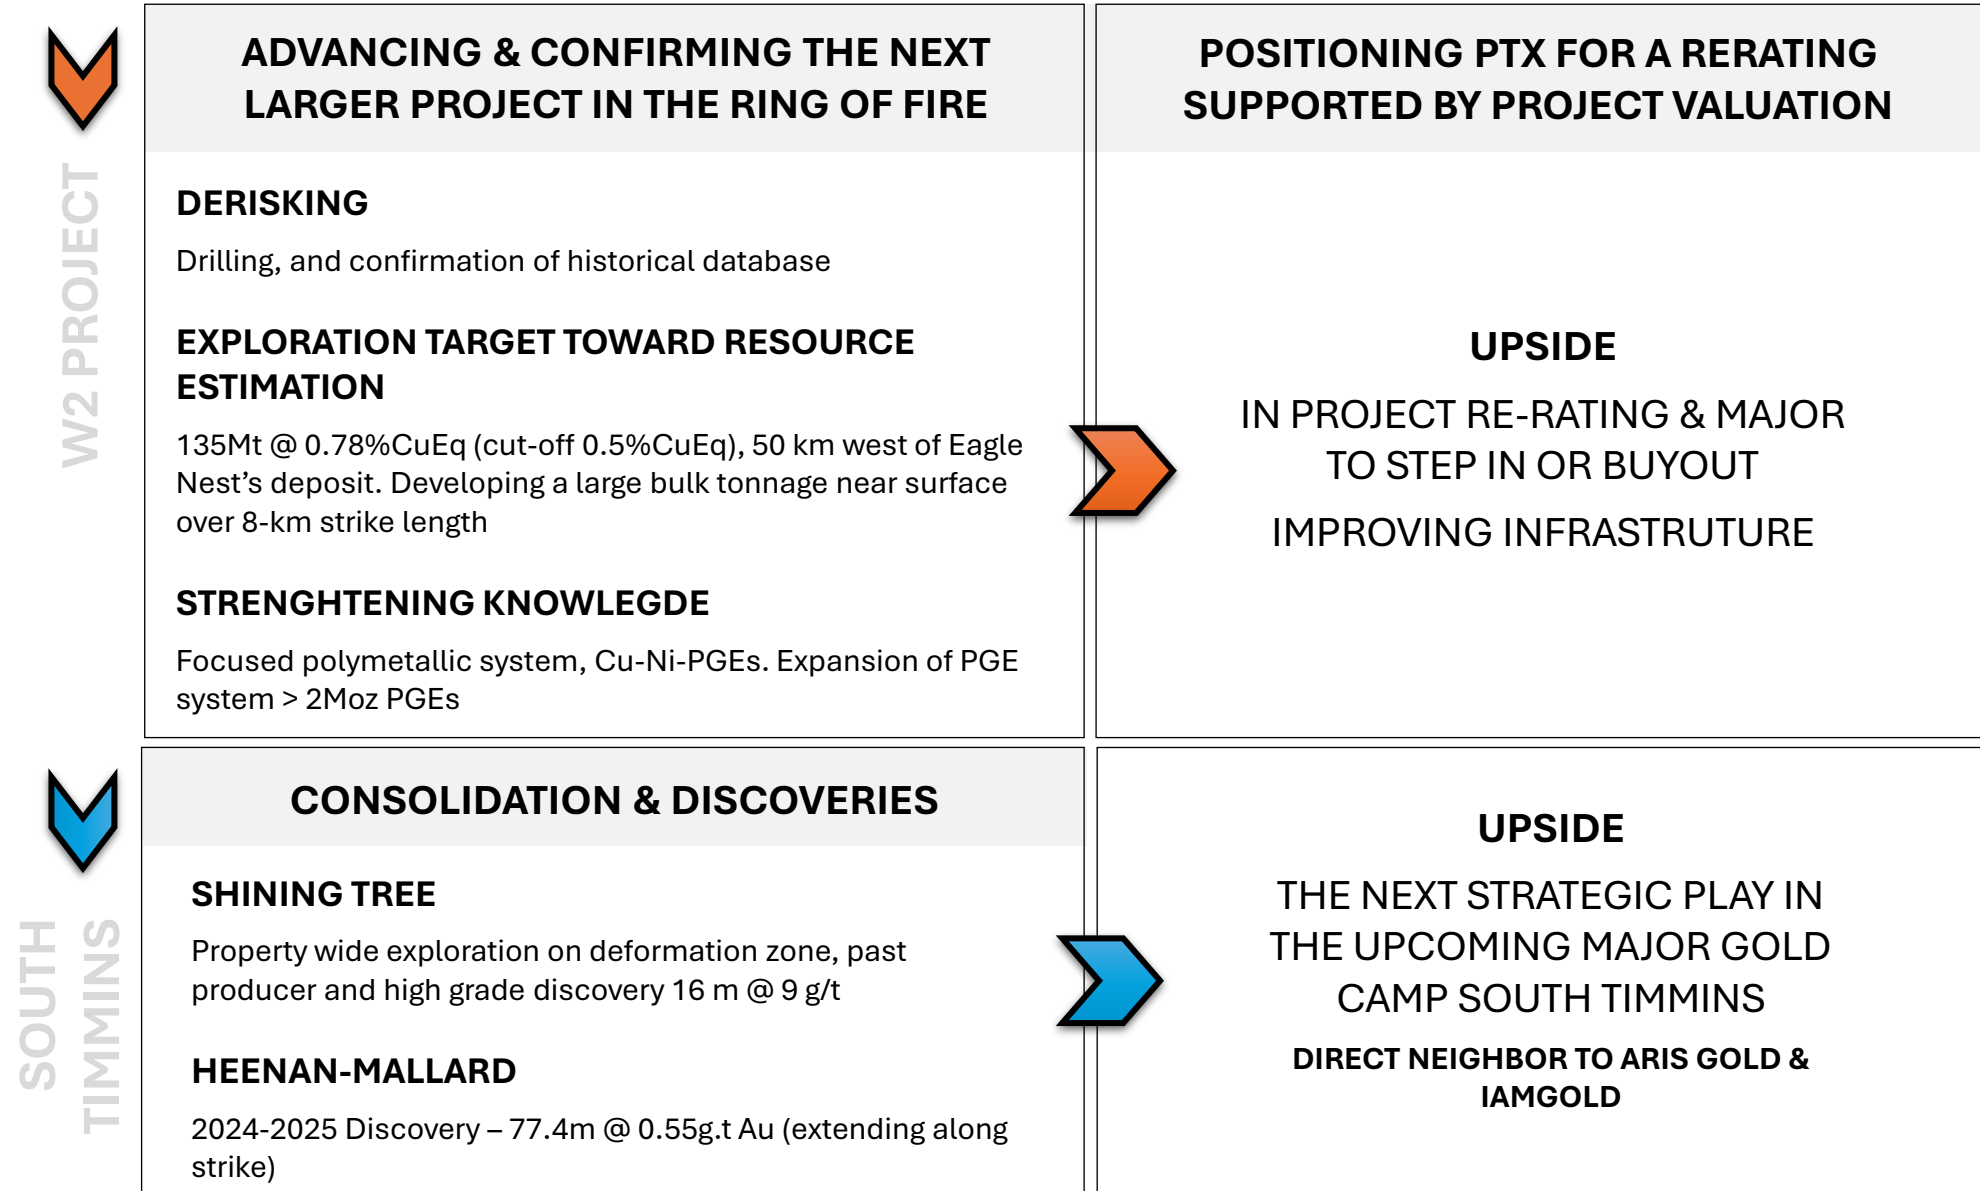 W2 PROJECT
ADVANCING & CONFIRMING THE NEXT
LARGER PROJECT IN THE RING OF FIRE
DERISKING
Drilling, and confirmation of historical database
EXPLORATION TARGET TOWARD RESOURCE
ESTIMATION
135Mt @ 0.78%CuEq (cut-off 0.5%CuEq), 50 km west of Eagle
Nest’s deposit. Developing a large bulk tonnage near surface
over 8-km strike length
STRENGHTENING KNOWLEGDE
Focused polymetallic system, Cu-Ni-PGEs. Expansion of PGE
system > 2Moz PGEs
POSITIONING PTX FOR A RERATING
SUPPORTED BY PROJECT VALUATION
UPSIDE
IN PROJECT RE-RATING & MAJOR
TO STEP IN OR BUYOUT
IMPROVING INFRASTRUTURE
SOUTH
TIMMINS
CONSOLIDATION & DISCOVERIES
SHINING TREE
Property wide exploration on deformation zone, past
producer and high grade discovery 16 m @ 9 g/t
HEENAN-MALLARD
2024-2025 Discovery – 77.4m @ 0.55g.t Au (extending along
strike)
UPSIDE
THE NEXT STRATEGIC PLAY IN
THE UPCOMING MAJOR GOLD
CAMP SOUTH TIMMINS
DIRECT NEIGHBOR TO ARIS GOLD &
IAMGOLD